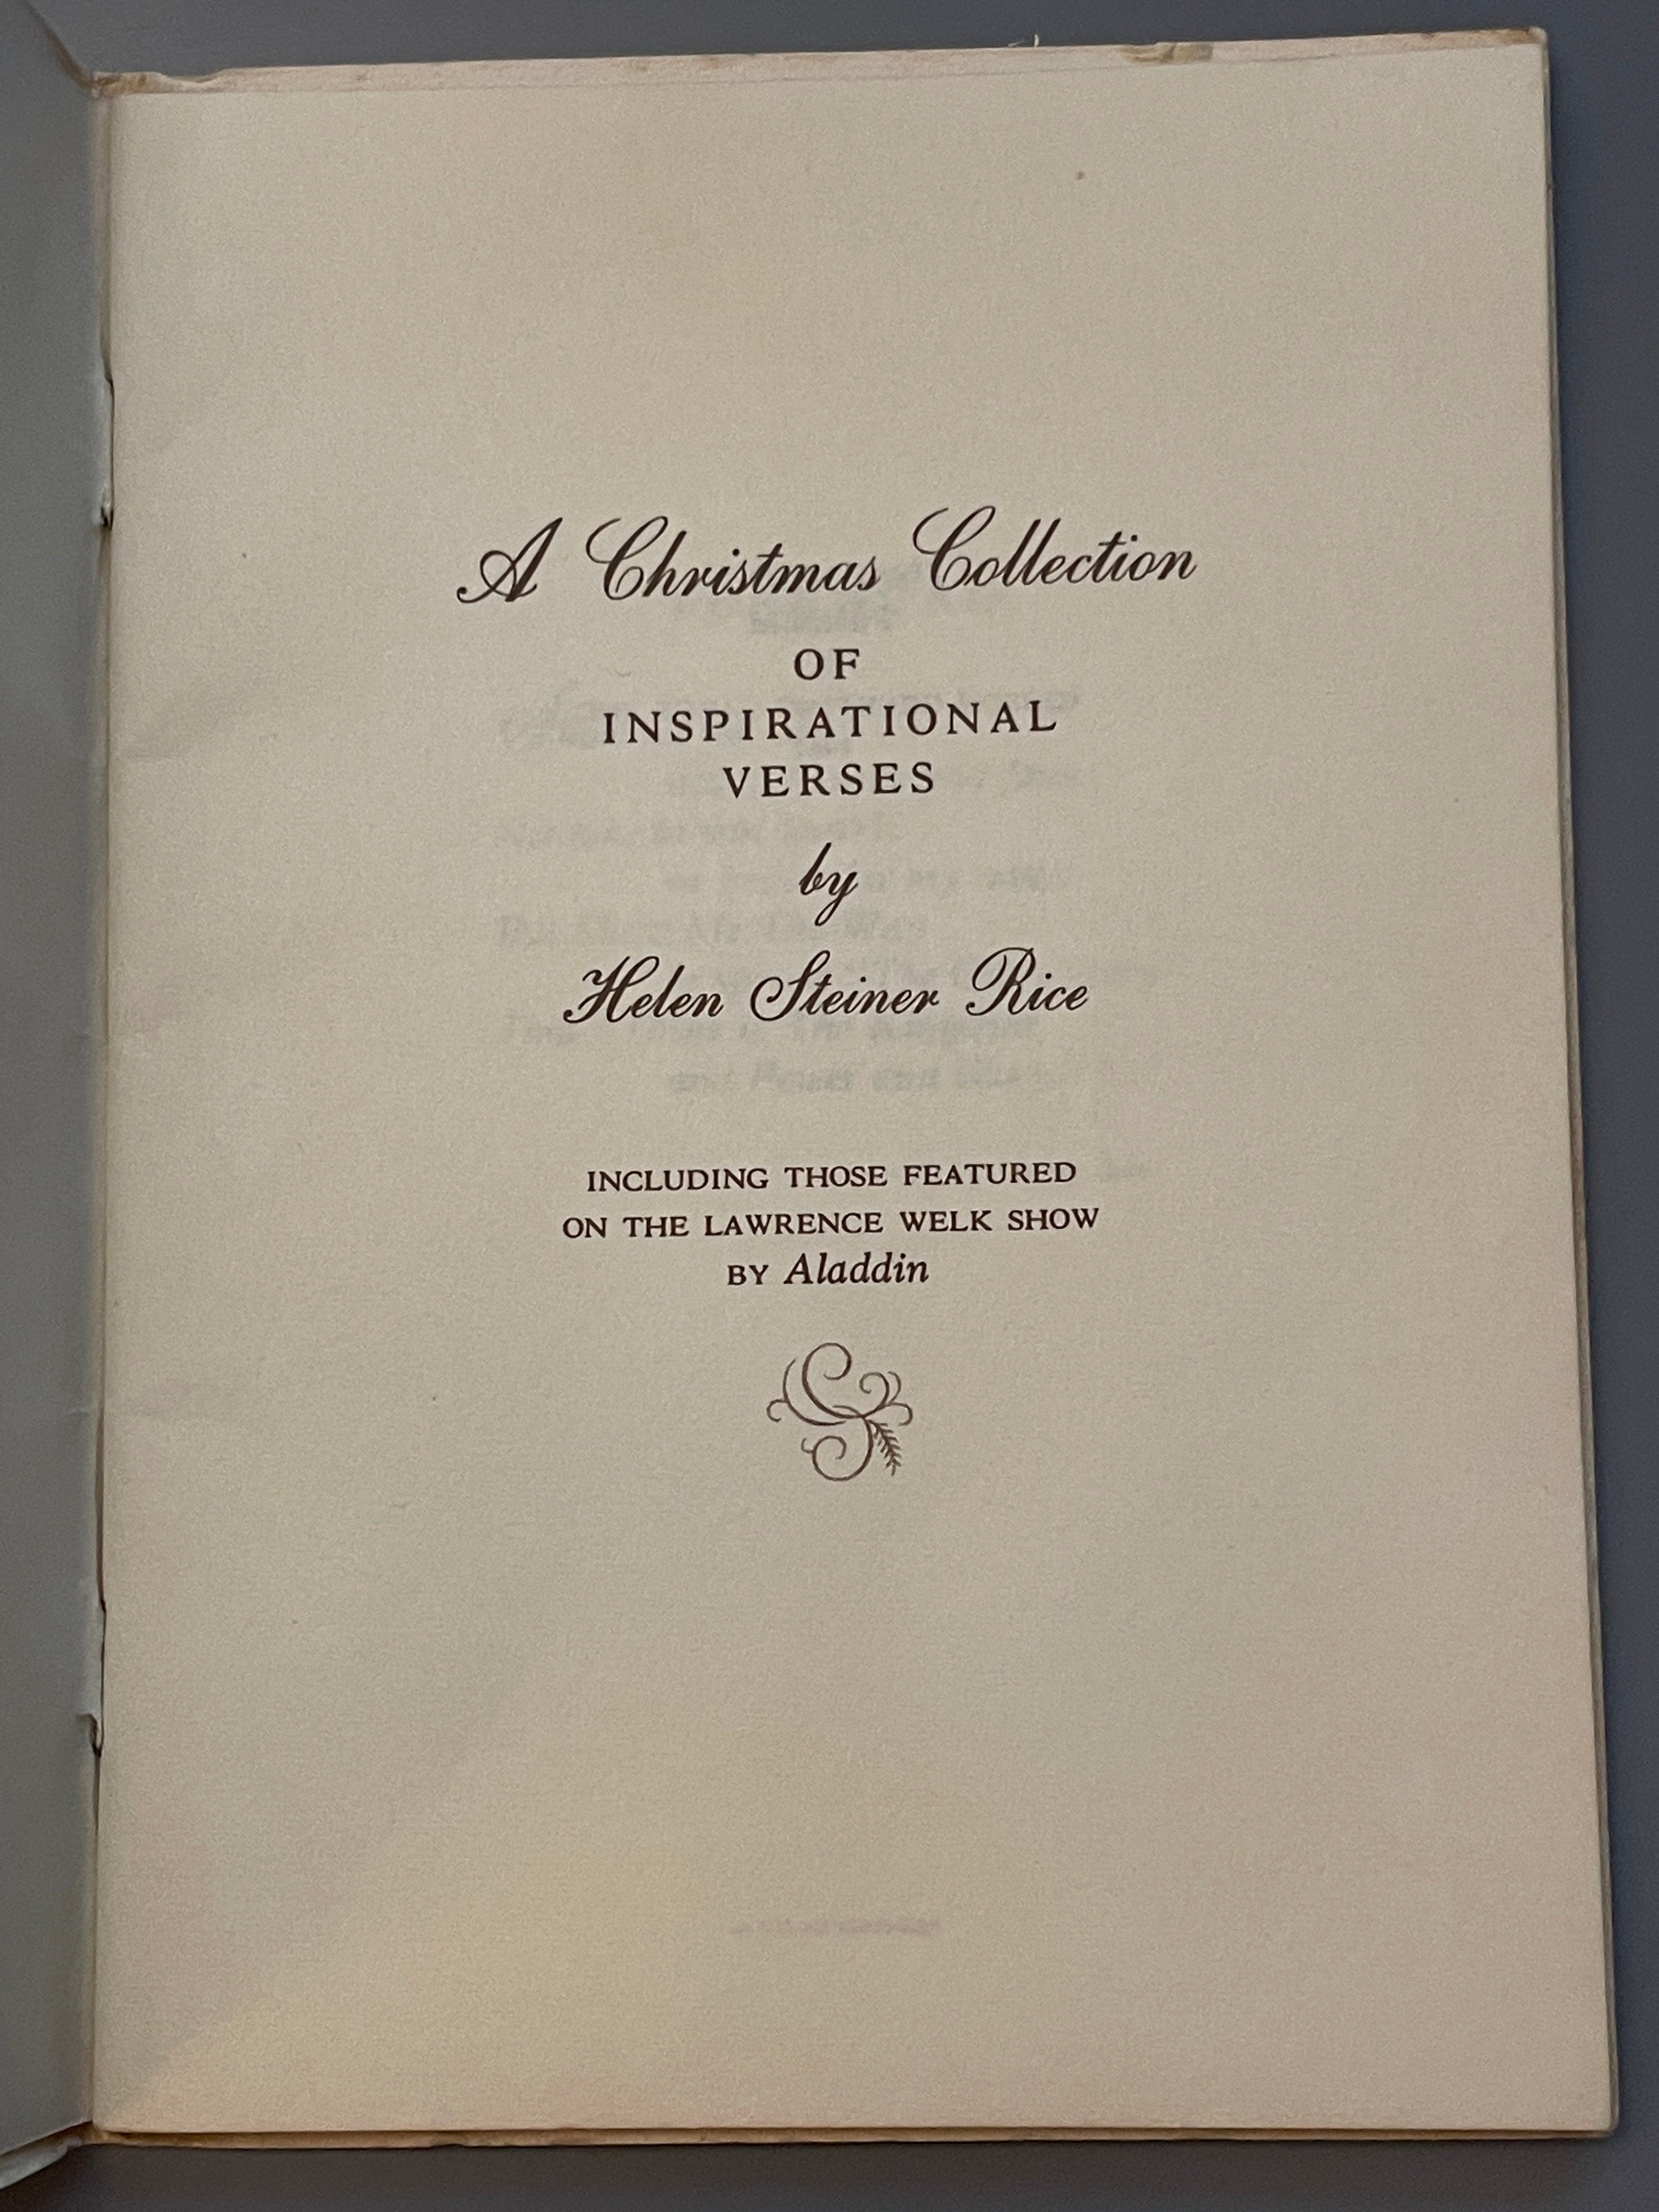 A Christmas Collection
OF
INSPIRATIONAL
VERSES
by
Helen Steiner Rice
INCLUDING THOSE FEATURED
ON THE LAWRENCE WELK SHOW
BY Aladdin